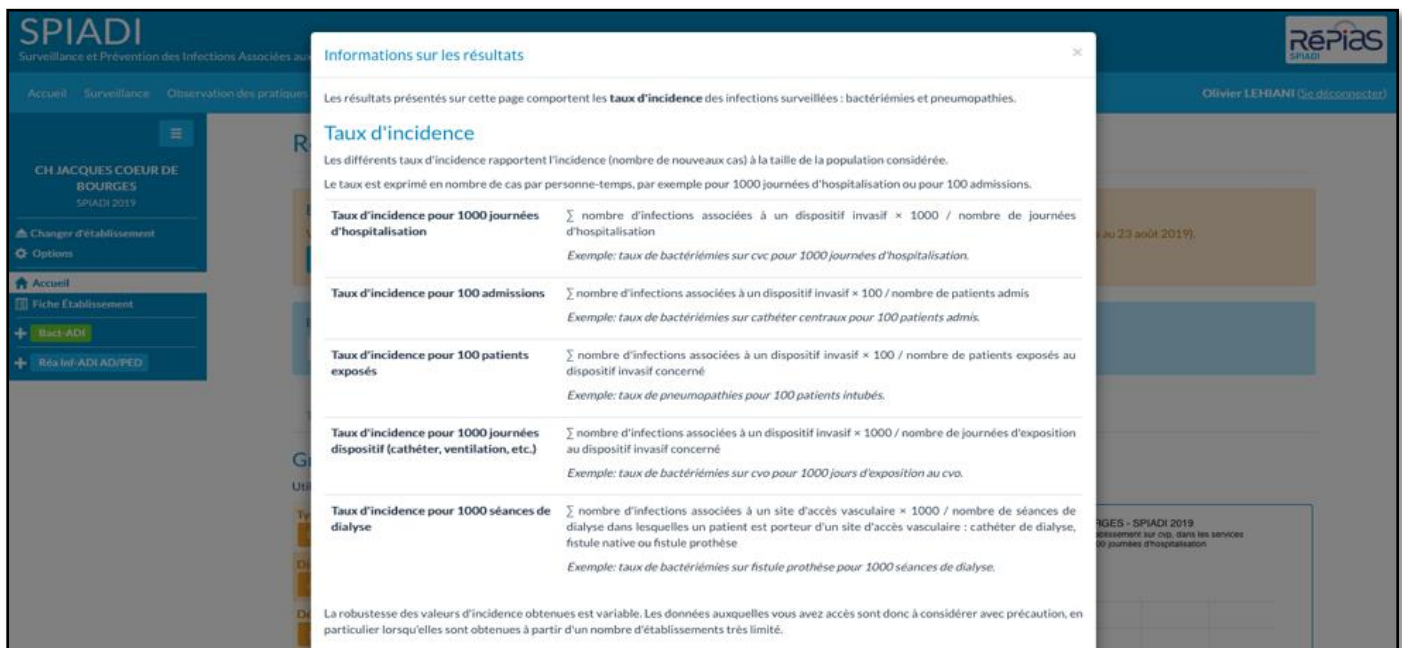 SPIADI
Surveillance et Prévention des Infections Associées aux
RéPIAS
SPIADI
Accueil Surveillance Observation des pratiques
Olivier LEHIANI (Se déconnecter)
CH JACQUES COEUR DE
BOURGES
SPIADI 2019
Changer d'établissement
Options
Accueil
Fiche Établissement
Bact-ADI
Réa Inf-ADI AD/PED
Informations sur les résultats ×
Les résultats présentés sur cette page comportent les taux d'incidence des infections surveillées : bactériémies et pneumopathies.
Taux d'incidence
Les différents taux d'incidence rapportent l'incidence (nombre de nouveaux cas) à la taille de la population considérée.
Le taux est exprimé en nombre de cas par personne-temps, par exemple pour 1000 journées d'hospitalisation ou pour 100 admissions.
Taux d'incidence pour 1000 journées
d'hospitalisation
∑ nombre d'infections associées à un dispositif invasif × 1000 / nombre de journées
d'hospitalisation
Exemple: taux de bactériémies sur cvc pour 1000 journées d'hospitalisation.
Taux d'incidence pour 100 admissions
∑ nombre d'infections associées à un dispositif invasif × 100 / nombre de patients admis
Exemple: taux de bactériémies sur cathéter centraux pour 100 patients admis.
Taux d'incidence pour 100 patients
exposés
∑ nombre d'infections associées à un dispositif invasif × 100 / nombre de patients exposés au
dispositif invasif concerné
Exemple: taux de pneumopathies pour 100 patients intubés.
Taux d'incidence pour 1000 journées
dispositif (cathéter, ventilation, etc.)
∑ nombre d'infections associées à un dispositif invasif × 1000 / nombre de journées d'exposition
au dispositif invasif concerné
Exemple: taux de bactériémies sur cvo pour 1000 jours d'exposition au cvo.
Taux d'incidence pour 1000 séances de
dialyse
∑ nombre d'infections associées à un site d'accès vasculaire × 1000 / nombre de séances de
dialyse dans lesquelles un patient est porteur d'un site d'accès vasculaire : cathéter de dialyse,
fistule native ou fistule prothèse
Exemple: taux de bactériémies sur fistule prothèse pour 1000 séances de dialyse.
La robustesse des valeurs d'incidence obtenues est variable. Les données auxquelles vous avez accès sont donc à considérer avec précaution, en
particulier lorsqu'elles sont obtenues à partir d'un nombre d'établissements très limité.
au 23 août 2019).
RGES - SPIADI 2019
ablissement sur cvp, dans les services
00 journées d'hospitalisation